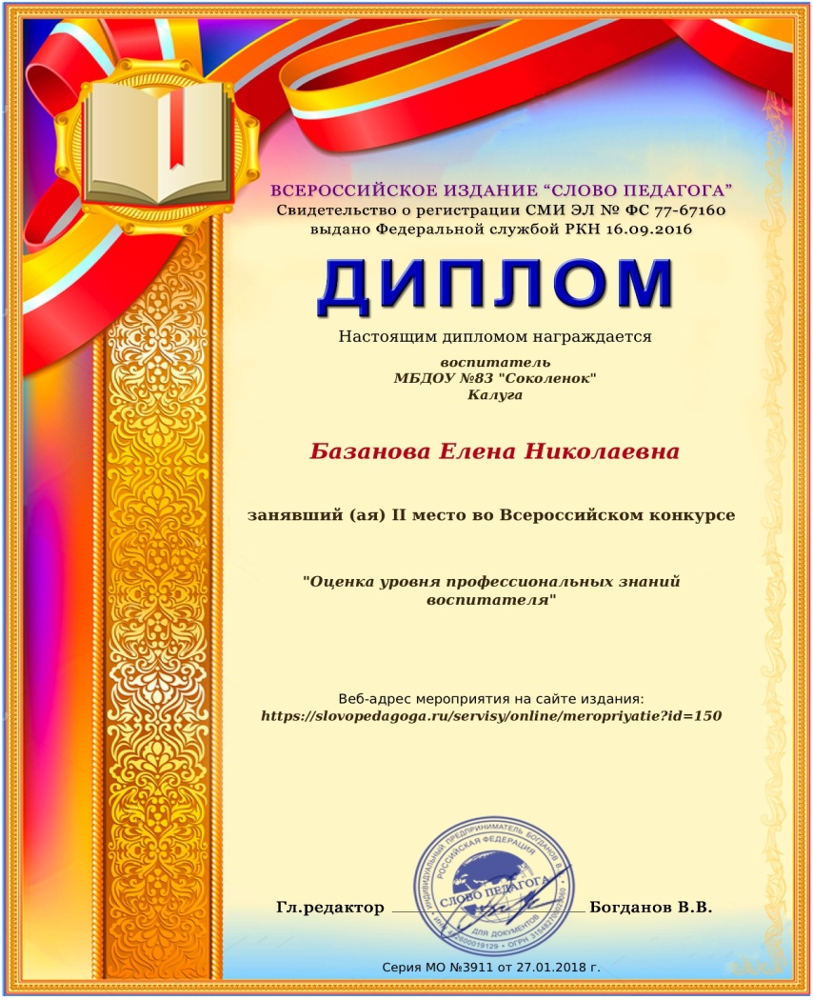 ВСЕРОССИЙСКОЕ ИЗДАНИЕ “СЛОВО ПЕДАГОГА”
Свидетельство о регистрации СМИ ЭЛ № ФС 77-67160
выдано Федеральной службой РКН 16.09.2016
ДИПЛОМ
Настоящим дипломом награждается
воспитатель
МБДОУ №83 "Соколенок"
Калуга
Базанова Елена Николаевна
занявший (ая) II место во Всероссийском конкурсе
"Оценка уровня профессиональных знаний
воспитателя"
Веб-адрес мероприятия на сайте издания:
https://slovopedagoga.ru/servisy/online/meropriyatie?id=150
ИНДИВИДУАЛЬНЫЙ ПРЕДПРИНИМАТЕЛЬ БОГДАНОВ В
РОССИЙСКАЯ ФЕДЕРАЦИЯ
СЛОВО ПЕДАГОГА
ДЛЯ ДОКУМЕНТОВ
ИНН
ОГРН
Гл.редактор Богданов В.В.
Серия МО №3911 от 27.01.2018 г.